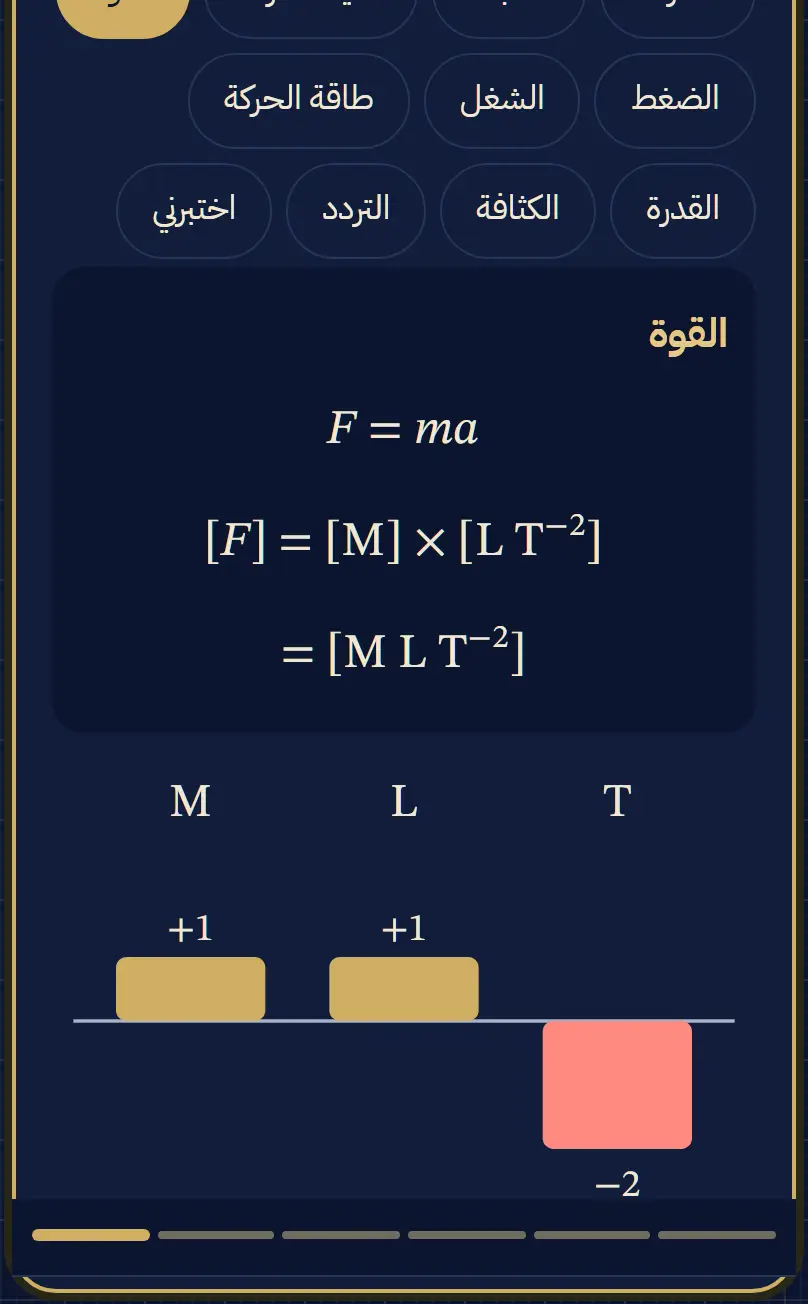 الضغط الشغل طاقة الحركة
القدرة الكثافة التردد اختبرني
القوة
F = ma
[F] = [M] × [L T⁻²]
= [M L T⁻²]
M L T
+1 +1
−2